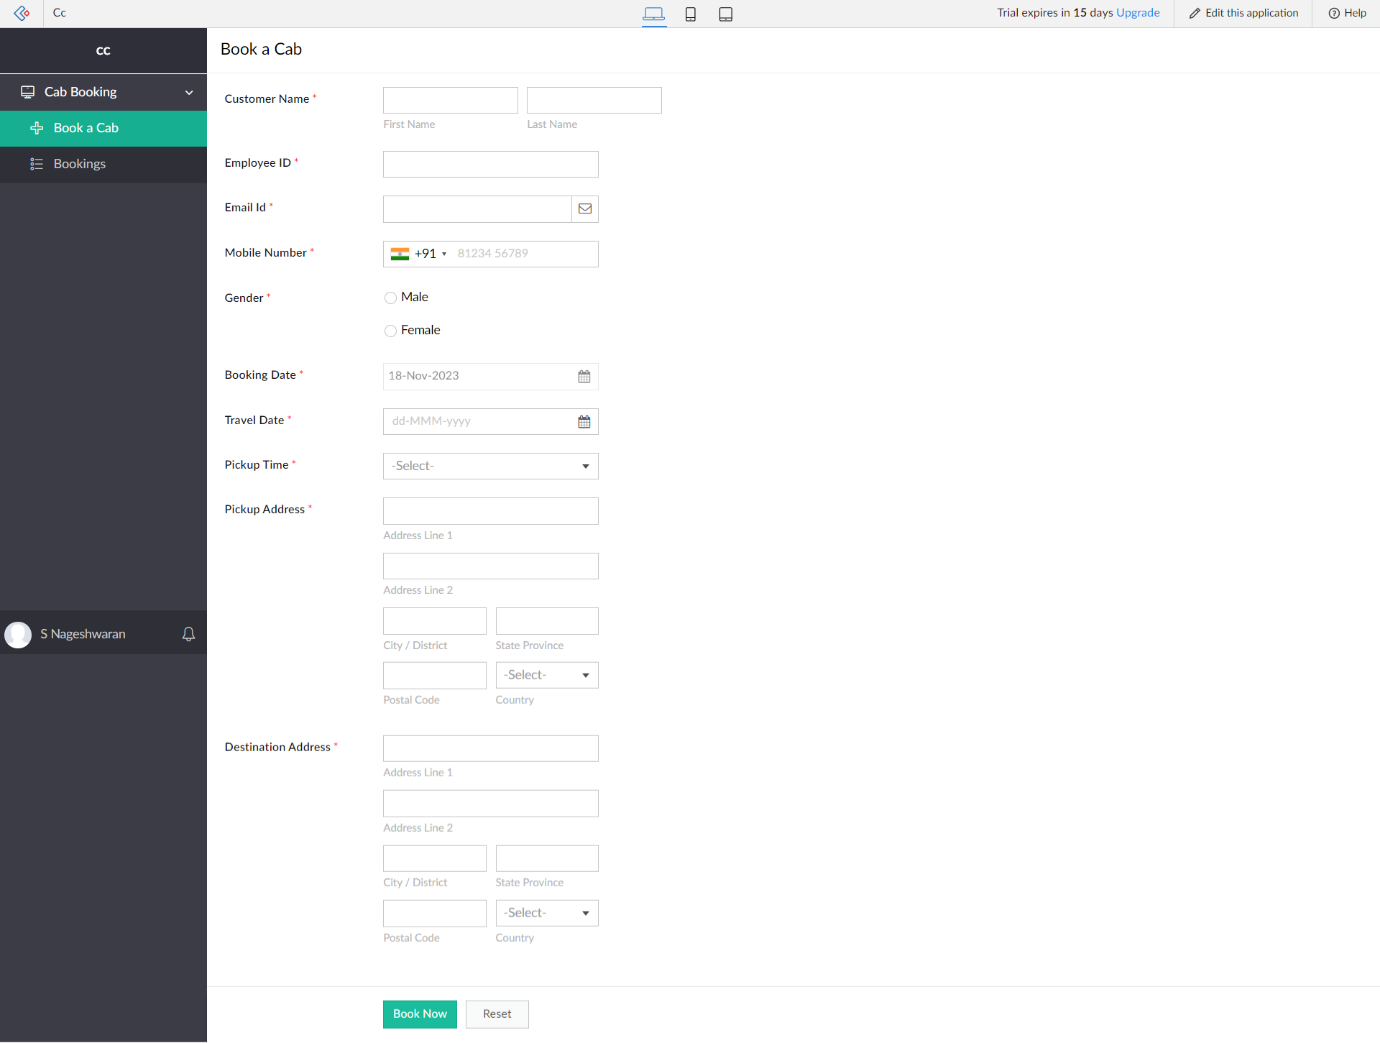 Cc
Trial expires in 15 days Upgrade
Edit this application
Help
CC
Cab Booking
Book a Cab
Bookings
S Nageshwaran
Book a Cab
Customer Name *
First Name
Last Name
Employee ID *
Email Id *
Mobile Number *
+91 81234 56789
Gender *
Male
Female
Booking Date *
18-Nov-2023
Travel Date *
dd-MMM-yyyy
Pickup Time *
-Select-
Pickup Address *
Address Line 1
Address Line 2
City / District
State Province
-Select-
Postal Code
Country
Destination Address *
Address Line 1
Address Line 2
City / District
State Province
-Select-
Postal Code
Country
Book Now
Reset